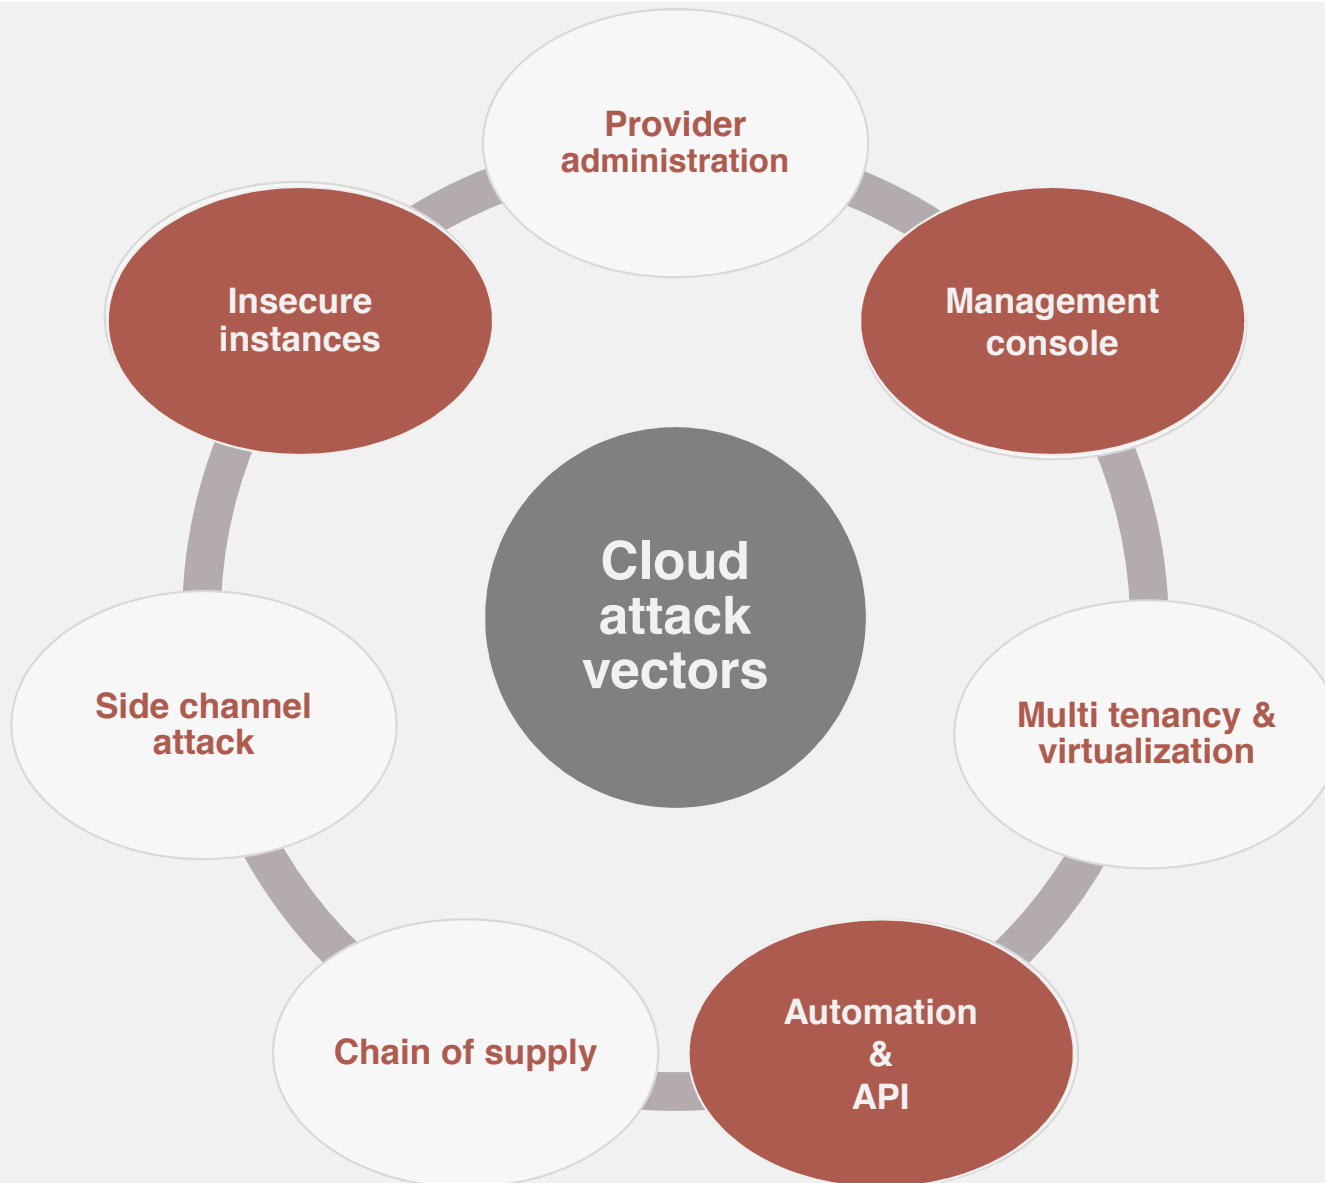 Provider
administration
Insecure
instances
Management
console
Cloud
attack
vectors
Side channel
attack
Multi tenancy &
virtualization
Chain of supply
Automation
&
API